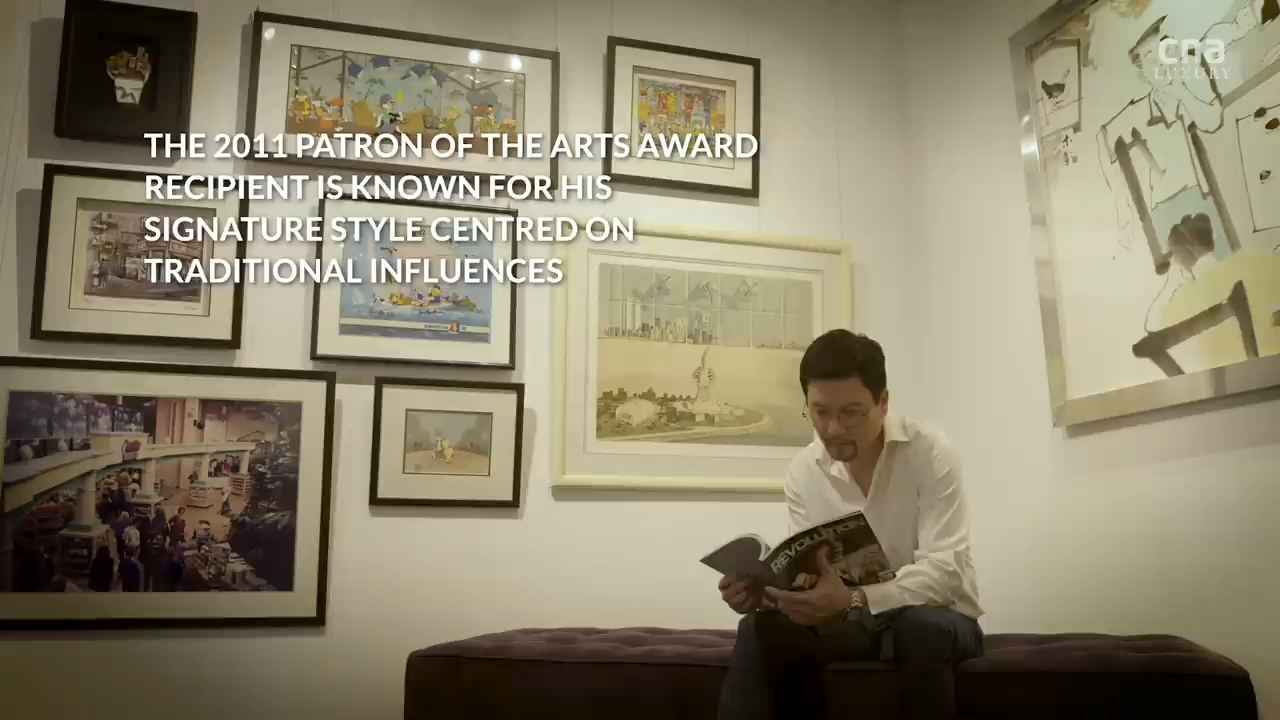 cna
LUXURY
THE 2011 PATRON OF THE ARTS AWARD
RECIPIENT IS KNOWN FOR HIS
SIGNATURE STYLE CENTRED ON
TRADITIONAL INFLUENCES
REVOLUTION